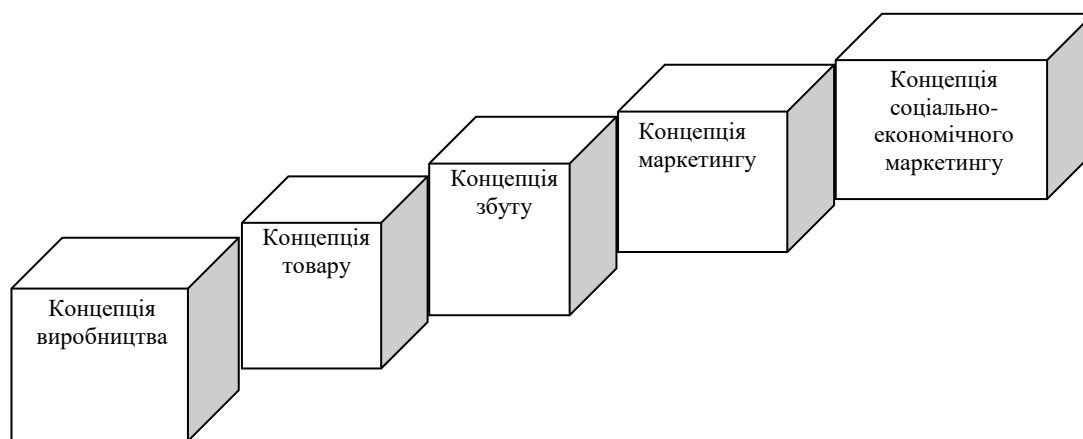 Концепція
виробництва
Концепція
товару
Концепція
збуту
Концепція
маркетингу
Концепція
соціально-
економічного
маркетингу